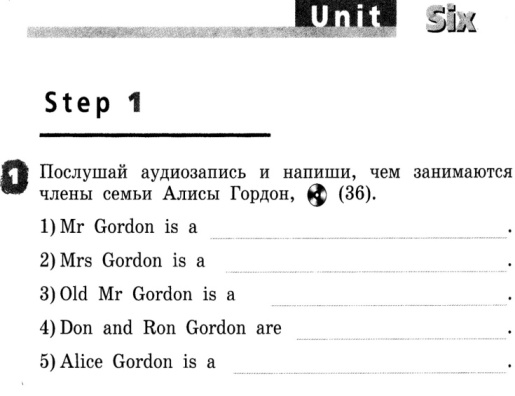 Unit Six
Step 1
1 Послушай аудиозапись и напиши, чем занимаются
члены семьи Алисы Гордон, (36).
1) Mr Gordon is a .
2) Mrs Gordon is a .
3) Old Mr Gordon is a .
4) Don and Ron Gordon are .
5) Alice Gordon is a .